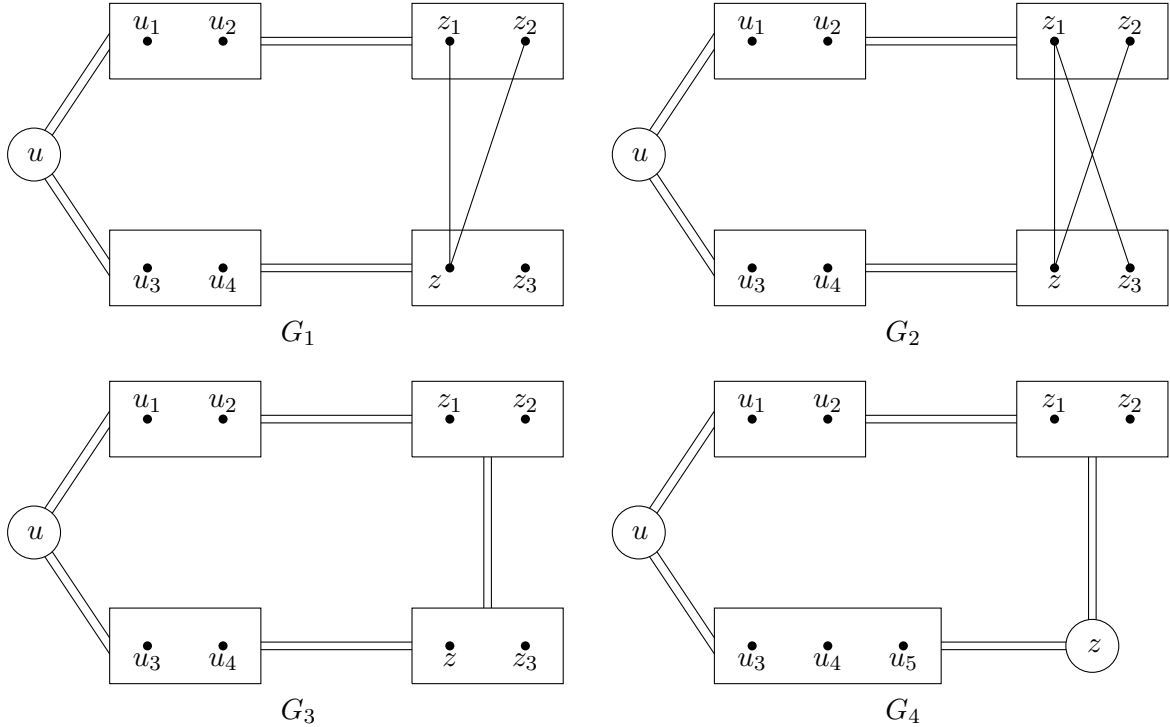 u₁ u₂ z₁ z₂
u
u₃ u₄ z z₃
G₁
u₁ u₂ z₁ z₂
u
u₃ u₄ z z₃
G₂
u₁ u₂ z₁ z₂
u
u₃ u₄ z z₃
G₃
u₁ u₂ z₁ z₂
u
u₃ u₄ u₅ z
G₄